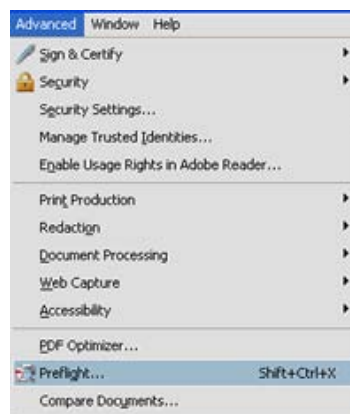 Advanced Window Help
Sign & Certify
Security
Security Settings...
Manage Trusted Identities...
Enable Usage Rights in Adobe Reader...
Print Production
Redaction
Document Processing
Web Capture
Accessibility
PDF Optimizer...
Preflight... Shift+Ctrl+X
Compare Documents...